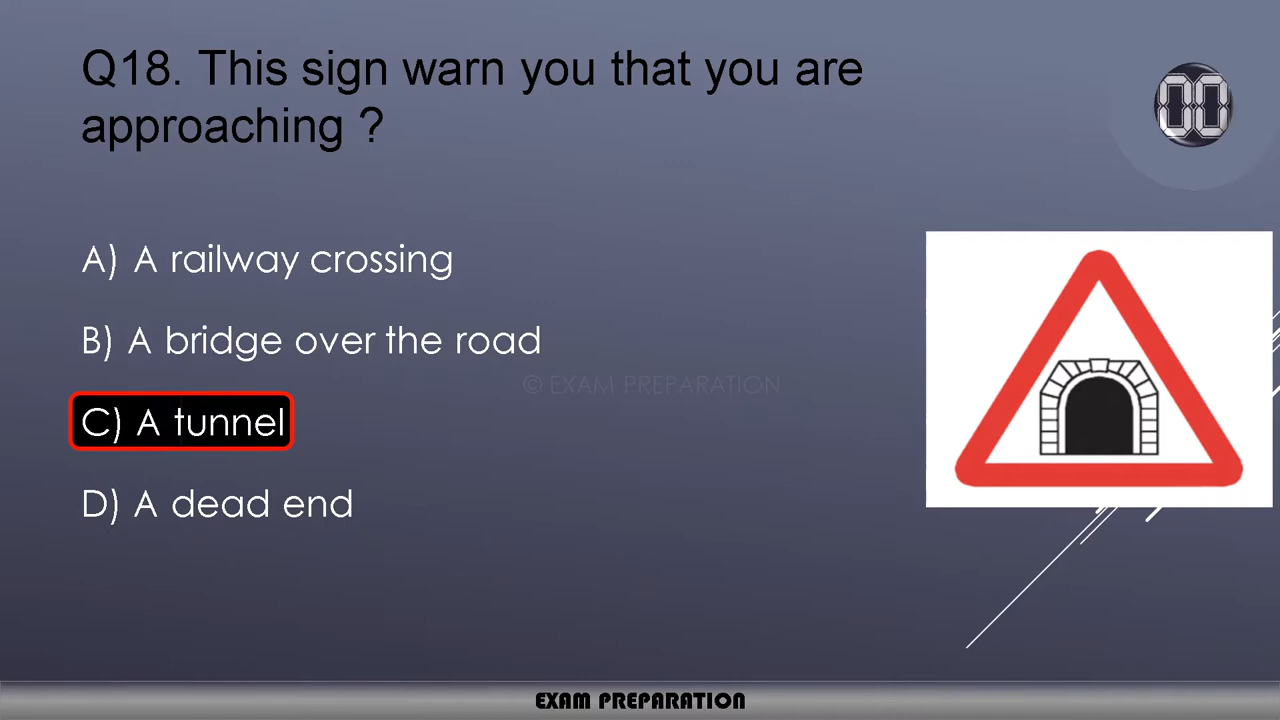 Q18. This sign warn you that you are
approaching ?
00
A) A railway crossing
B) A bridge over the road
© EXAM PREPARATION
C) A tunnel
D) A dead end
EXAM PREPARATION